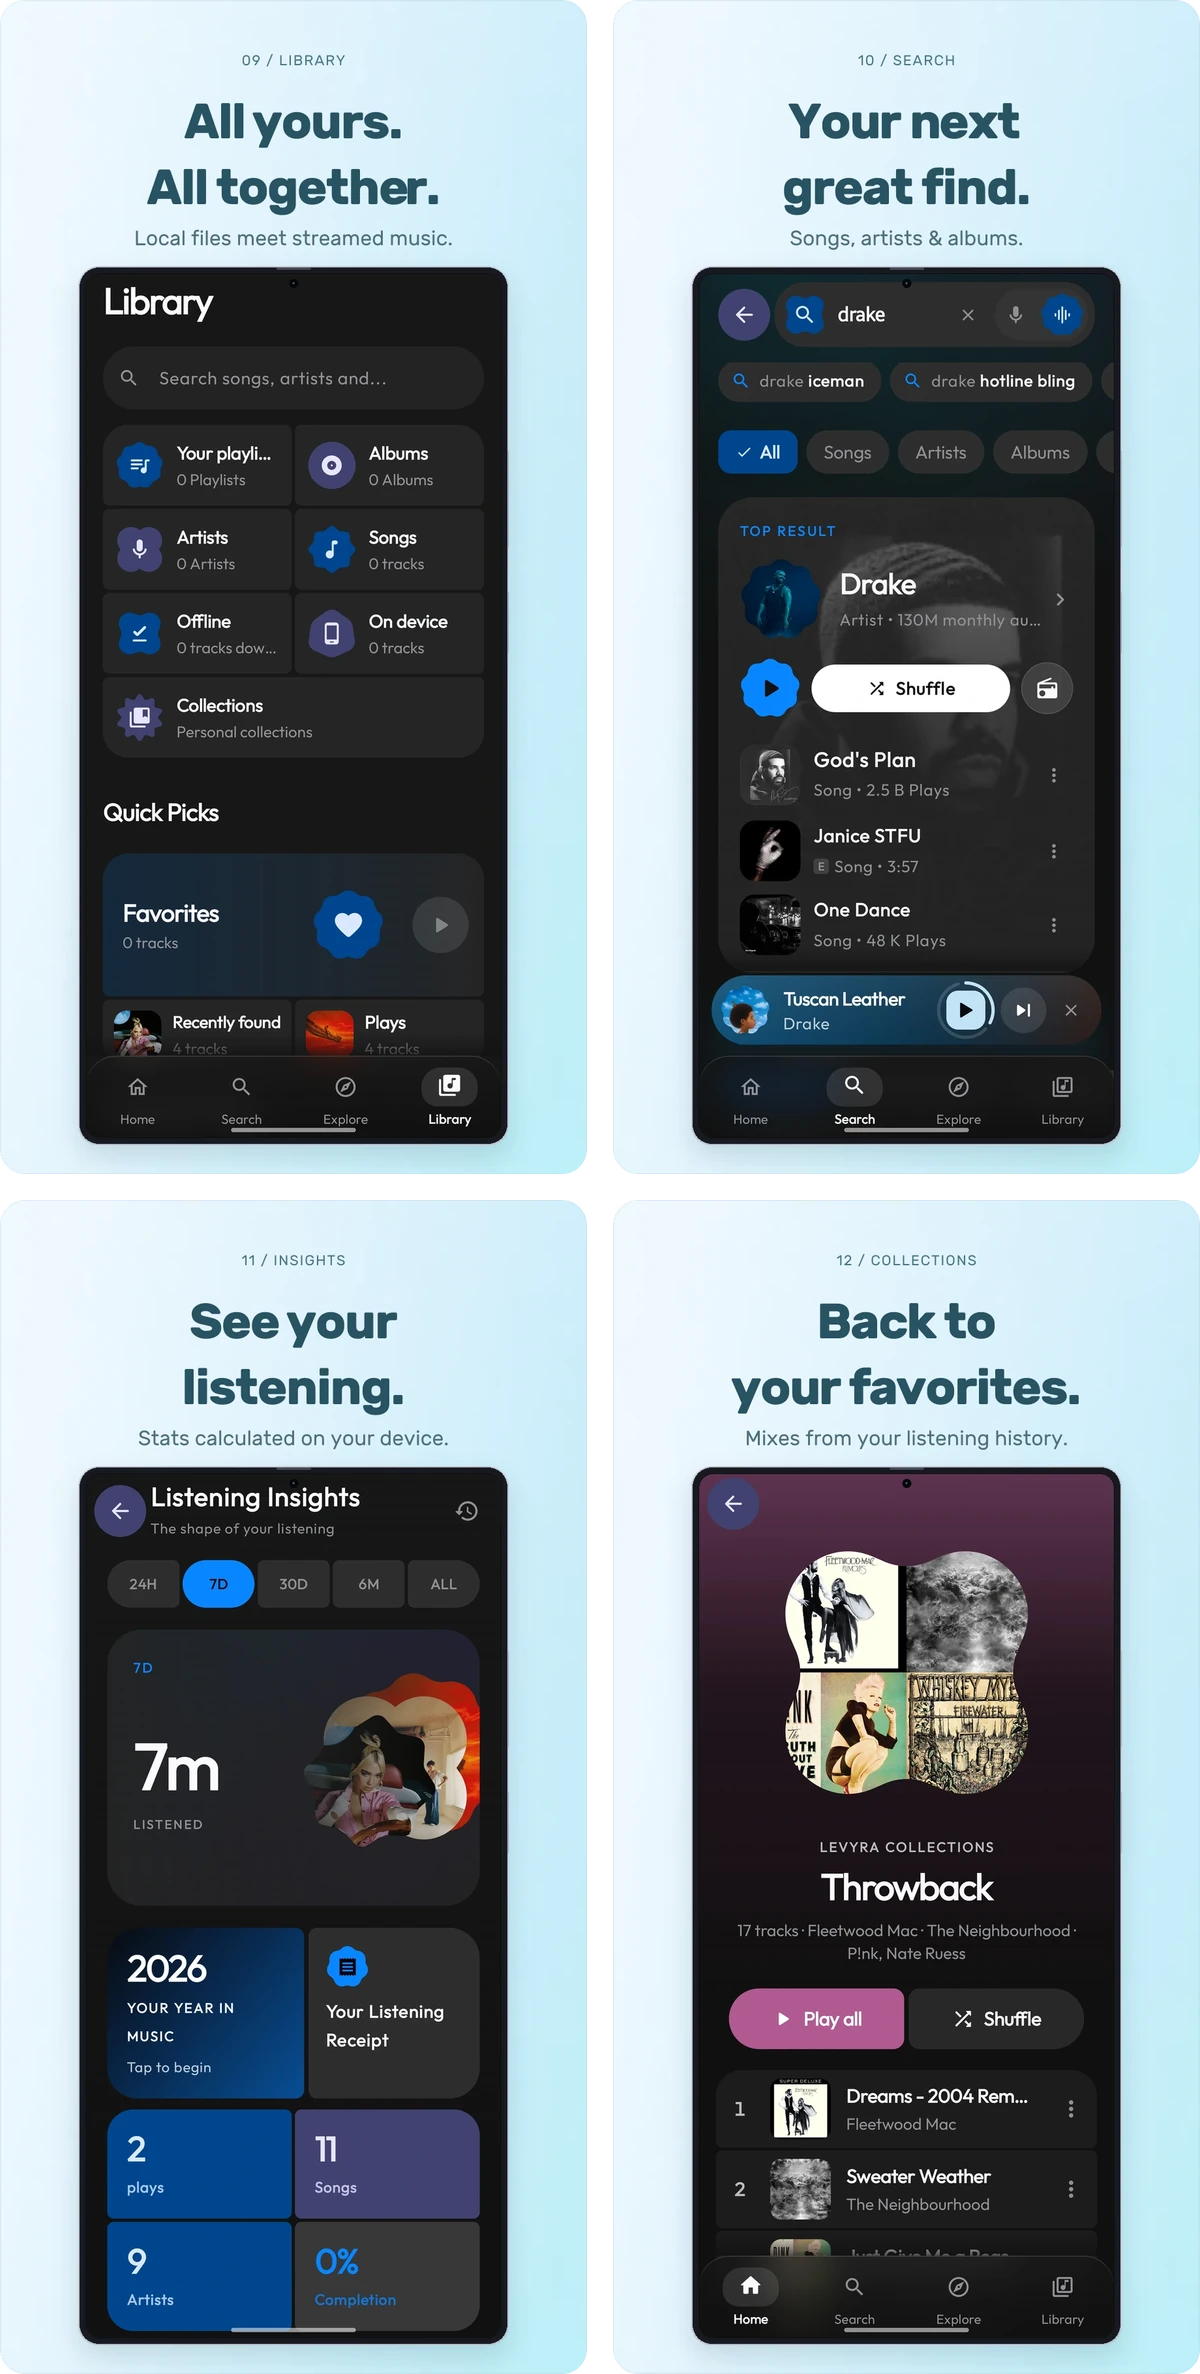 09 / LIBRARY
All yours.
All together.
Local files meet streamed music.
Library
Search songs, artists and...
Your playli...
0 Playlists
Albums
0 Albums
Artists
0 Artists
Songs
0 tracks
Offline
0 tracks dow...
On device
0 tracks
Collections
Personal collections
Quick Picks
Favorites
0 tracks
Recently found
4 tracks
Plays
4 tracks
Home
Search
Explore
Library
10 / SEARCH
Your next
great find.
Songs, artists & albums.
drake
drake iceman
drake hotline bling
All
Songs
Artists
Albums
TOP RESULT
Drake
Artist • 130M monthly au...
Shuffle
God's Plan
Song • 2.5 B Plays
Janice STFU
E Song • 3:57
One Dance
Song • 48 K Plays
Tuscan Leather
Drake
Home
Search
Explore
Library
11 / INSIGHTS
See your
listening.
Stats calculated on your device.
Listening Insights
The shape of your listening
24H
7D
30D
6M
ALL
7D
7m
LISTENED
2026
YOUR YEAR IN
MUSIC
Tap to begin
Your Listening
Receipt
2
plays
11
Songs
9
Artists
0%
Completion
12 / COLLECTIONS
Back to
your favorites.
Mixes from your listening history.
FLEETWOOD MAC
RUMOURS
WHISKEY MYE
FIREWATER
LEVYRA COLLECTIONS
Throwback
17 tracks · Fleetwood Mac · The Neighbourhood ·
P!nk, Nate Ruess
Play all
Shuffle
1
SUPER DELUXE
Dreams - 2004 Rem...
Fleetwood Mac
2
Sweater Weather
The Neighbourhood
Home
Search
Explore
Library